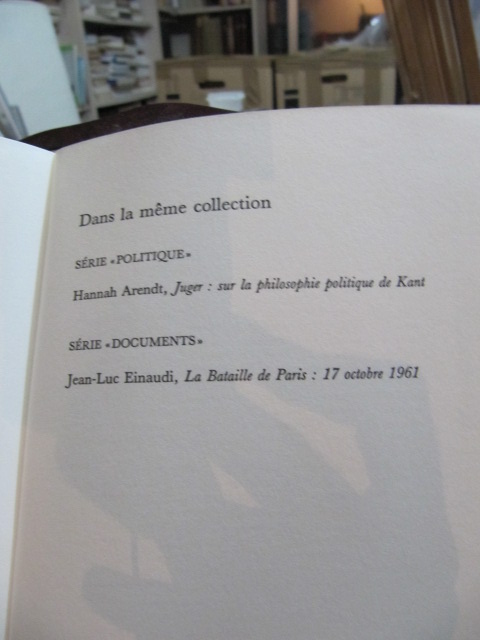 Dans la même collection
SÉRIE «POLITIQUE»
Hannah Arendt, Juger : sur la philosophie politique de Kant
SÉRIE «DOCUMENTS»
Jean-Luc Einaudi, La Bataille de Paris : 17 octobre 1961